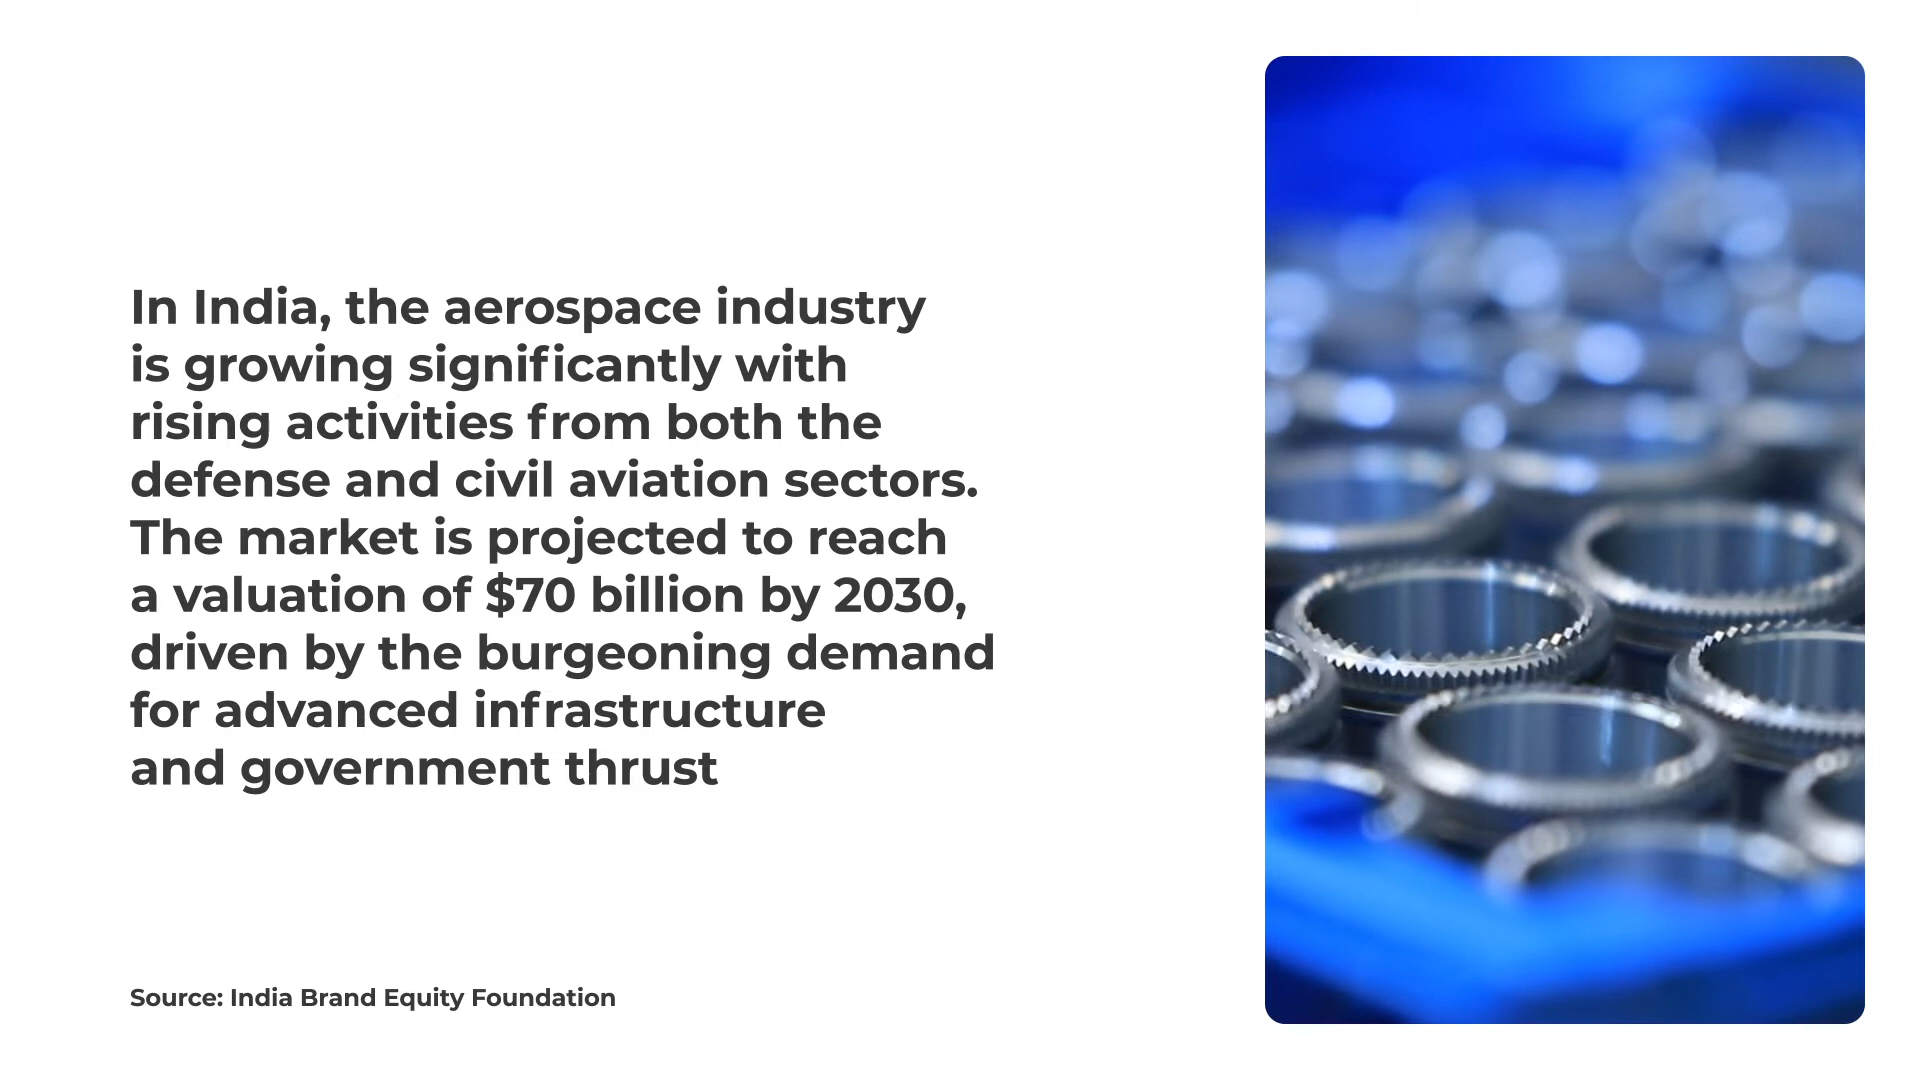 In India, the aerospace industry
is growing significantly with
rising activities from both the
defense and civil aviation sectors.
The market is projected to reach
a valuation of $70 billion by 2030,
driven by the burgeoning demand
for advanced infrastructure
and government thrust
Source: India Brand Equity Foundation